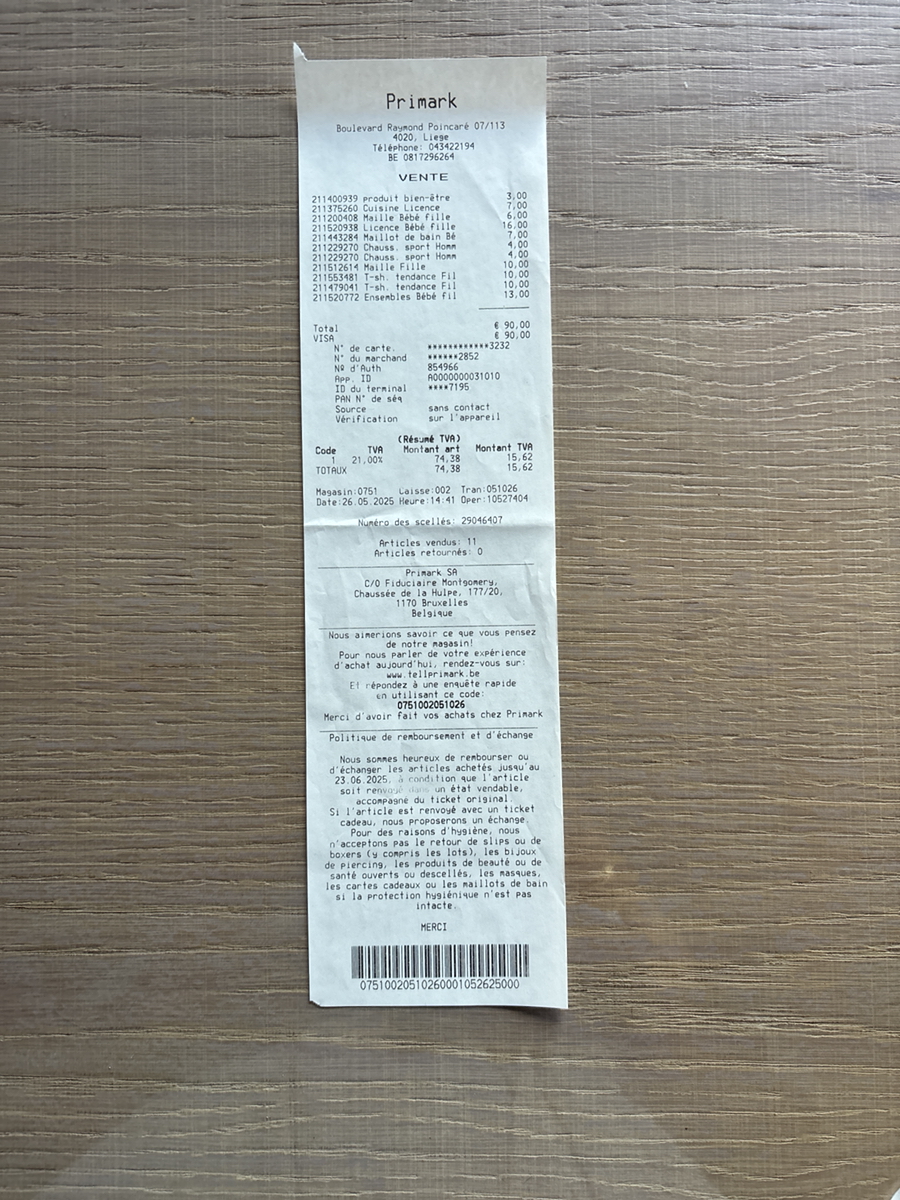 Primark
Boulevard Raymond Poincaré 07/113
4020, Liege
Téléphone: 043422194
BE 0817296264
VENTE
211400939 produit bien-être 3,00
211375260 Cuisine Licence 7,00
211200408 Maille Bébé fille 6,00
211520938 Licence Bébé fille 16,00
211443284 Maillot de bain Bé 7,00
211229270 Chauss. sport Homm 4,00
211229270 Chauss. sport Homm 4,00
211512614 Maille Fille 10,00
211553481 T-sh. tendance Fil 10,00
211479041 T-sh. tendance Fil 10,00
211520772 Ensembles Bébé fil 13,00
Total € 90,00
VISA € 90,00
N° de carte. ************3232
N° du marchand ******2852
Nº d'Auth 854966
App. ID A0000000031010
ID du terminal ****7195
PAN N° de séq
Source sans contact
Vérification sur l'appareil
(Résumé TVA)
Code TVA Montant art Montant TVA
1 21,00% 74,38 15,62
TOTAUX 74,38 15,62
Magasin:0751 Laisse:002 Tran:051026
Date:26.05.2025 Heure:14:41 Oper:10527404
Numéro des scellés: 29046407
Articles vendus: 11
Articles retournés: 0
Primark SA
C/O Fiduciaire Montgomery,
Chaussée de la Hulpe, 177/20,
1170 Bruxelles
Belgique
Nous aimerions savoir ce que vous pensez
de notre magasin!
Pour nous parler de votre expérience
d'achat aujourd'hui, rendez-vous sur:
www.tellprimark.be
Et répondez à une enquête rapide
en utilisant ce code:
0751002051026
Merci d'avoir fait vos achats chez Primark
Politique de remboursement et d'échange
Nous sommes heureux de rembourser ou
d'échanger les articles achetés jusqu'au
23.06.2025, à condition que l'article
soit renvoyé dans un état vendable,
accompagné du ticket original.
Si l'article est renvoyé avec un ticket
cadeau, nous proposerons un échange.
Pour des raisons d'hygiène, nous
n'acceptons pas le retour de slips ou de
boxers (y compris les lots), les bijoux
de piercing, les produits de beauté ou de
santé ouverts ou descellés, les masques,
les cartes cadeaux ou les maillots de bain
si la protection hygiénique n'est pas
intacte.
MERCI
07510020510260001052625000